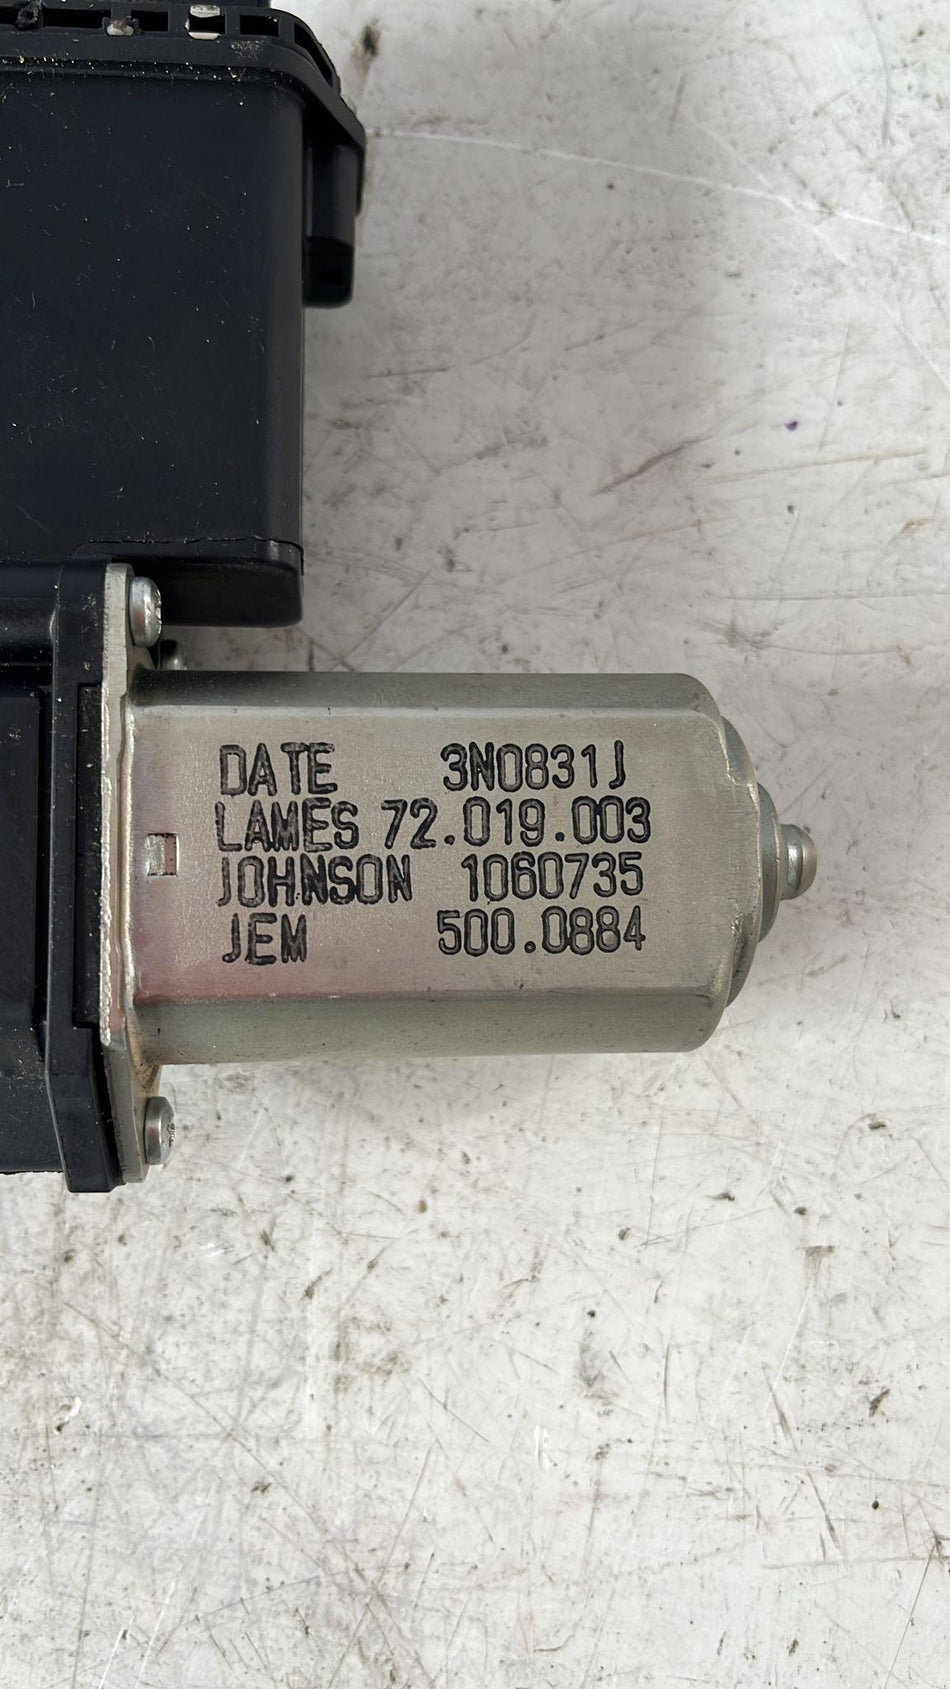 DATE 3N0831J
LAMES 72.019.003
JOHNSON 1060735
JEM 500.0884